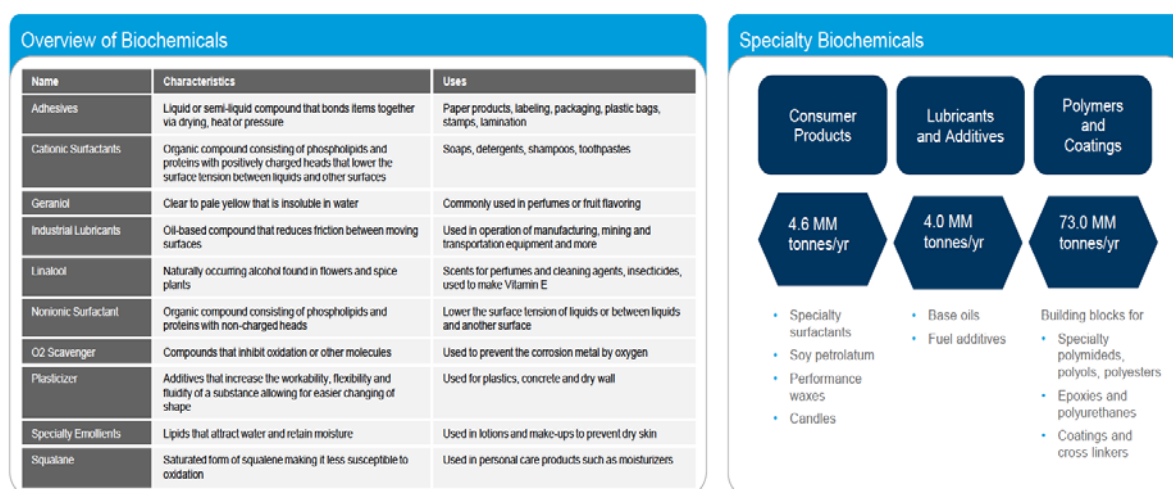 Overview of Biochemicals
Name Characteristics Uses
Adhesives Liquid or semi-liquid compound that bonds items together Paper products, labeling, packaging, plastic bags,
via drying, heat or pressure stamps, lamination
Cationic Surfactants Organic compound consisting of phospholipids and Soaps, detergents, shampoos, toothpastes
proteins with positively charged heads that lower the
surface tension between liquids and other surfaces
Geraniol Clear to pale yellow that is insoluble in water Commonly used in perfumes or fruit flavoring
Industrial Lubricants Oil-based compound that reduces friction between moving Used in operation of manufacturing, mining and
surfaces transportation equipment and more
Linalool Naturally occurring alcohol found in flowers and spice Scents for perfumes and cleaning agents, insecticides,
plants used to make Vitamin E
Nonionic Surfactant Organic compound consisting of phospholipids and Lower the surface tension of liquids or between liquids
proteins with non-charged heads and another surface
O2 Scavenger Compounds that inhibit oxidation or other molecules Used to prevent the corrosion metal by oxygen
Plasticizer Additives that increase the workability, flexibility and Used for plastics, concrete and dry wall
fluidity of a substance allowing for easier changing of
shape
Specialty Emollients Lipids that attract water and retain moisture Used in lotions and make-ups to prevent dry skin
Squalane Saturated form of squalene making it less susceptible to Used in personal care products such as moisturizers
oxidation
Specialty Biochemicals
Consumer
Products
Lubricants
and Additives
Polymers
and
Coatings
4.6 MM
tonnes/yr
4.0 MM
tonnes/yr
73.0 MM
tonnes/yr
• Specialty
surfactants
• Soy petrolatum
• Performance
waxes
• Candles
• Base oils
• Fuel additives
Building blocks for
• Specialty
polymideds,
polyols, polyesters
• Epoxies and
polyurethanes
• Coatings and
cross linkers